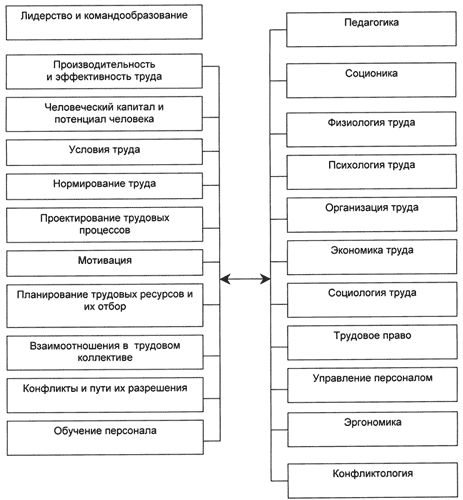 Лидерство и командообразование
Производительность
и эффективность труда
Человеческий капитал и
потенциал человека
Условия труда
Нормирование труда
Проектирование трудовых
процессов
Мотивация
Планирование трудовых ресурсов и
их отбор
Взаимоотношения в трудовом
коллективе
Конфликты и пути их разрешения
Обучение персонала
Педагогика
Соционика
Физиология труда
Психология труда
Организация труда
Экономика труда
Социология труда
Трудовое право
Управление персоналом
Эргономика
Конфликтология